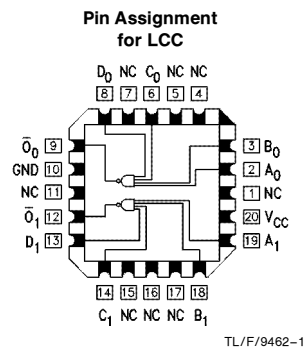 Pin Assignment
for LCC
D0 NC C0 NC NC
8 7 6 5 4
O̅0 9 3 B0
GND 10 2 A0
NC 11 1 NC
O̅1 12 20 VCC
D1 13 19 A1
14 15 16 17 18
C1 NC NC NC B1
TL/F/9462–1